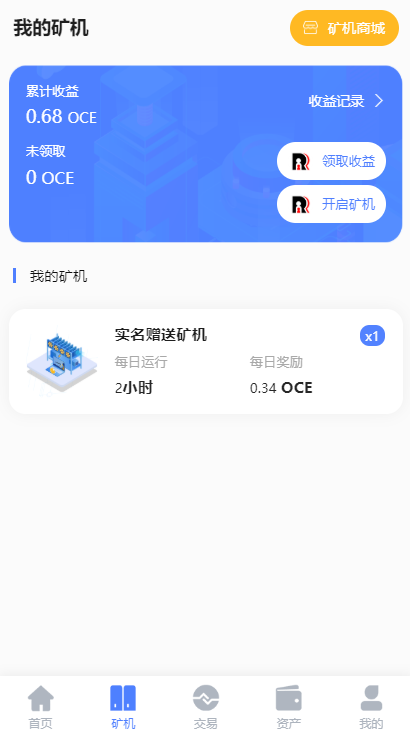 我的矿机
矿机商城
累计收益
0.68 OCE
收益记录
未领取
0 OCE
领取收益
开启矿机
我的矿机
实名赠送矿机
x1
每日运行
每日奖励
2小时
0.34 OCE
首页
矿机
交易
资产
我的